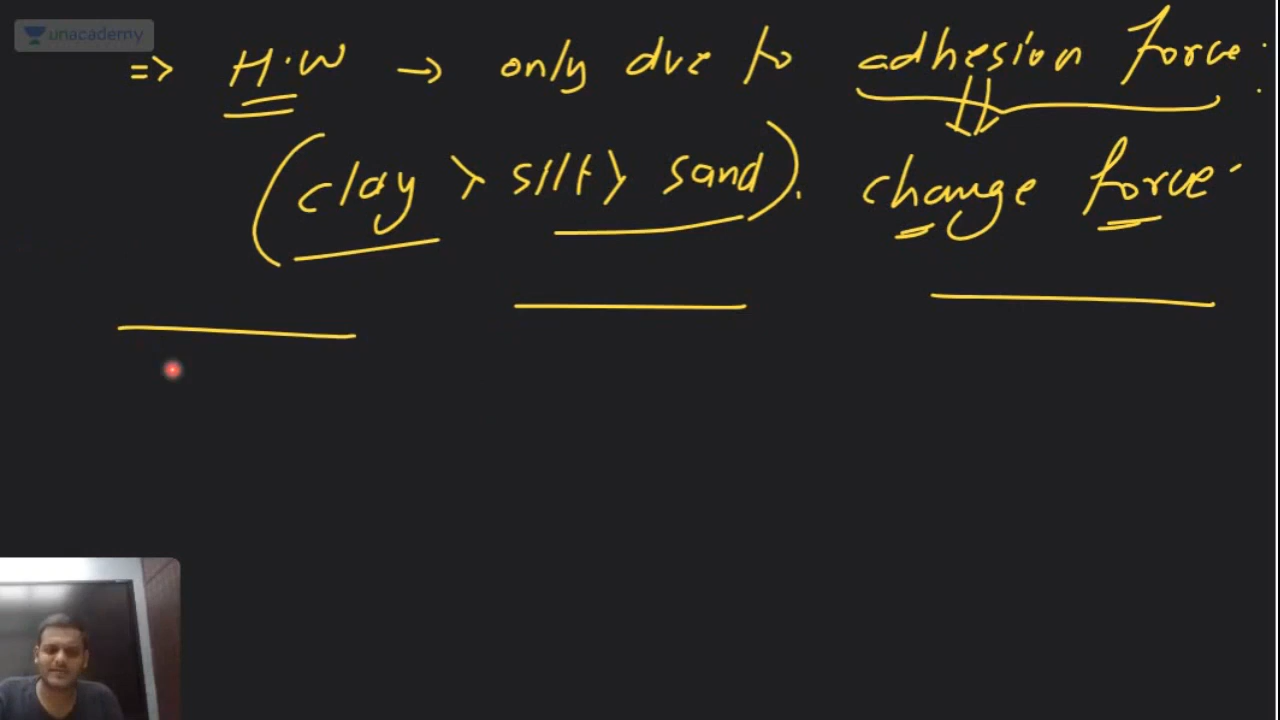 unacademy
=> H.W → only due to adhesion force.
(clay > silt > sand). change force.